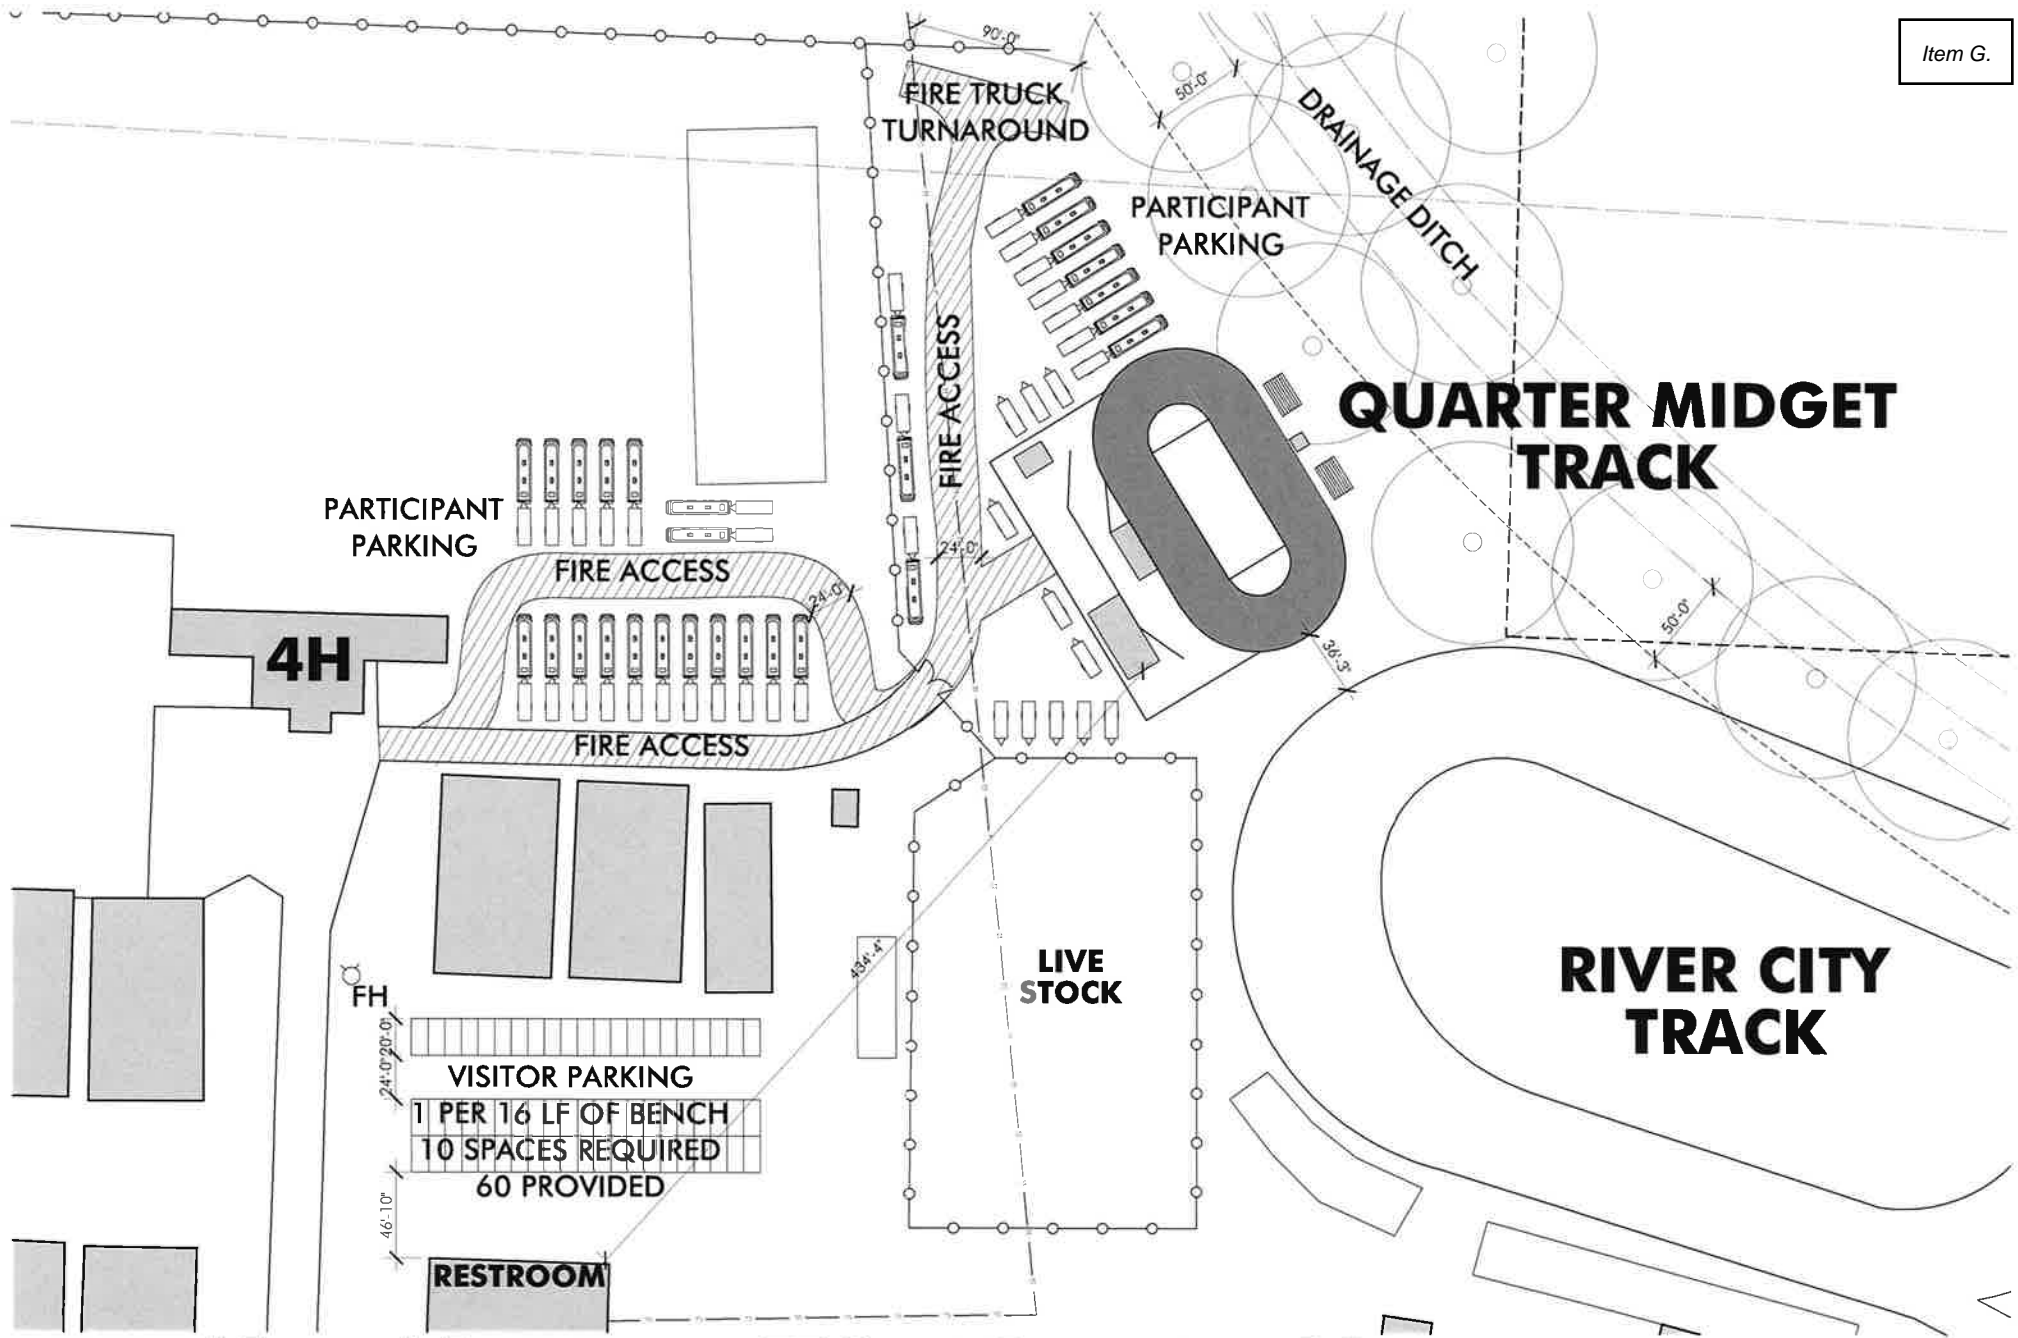 Item G.
90'-0"
50'-0"
FIRE TRUCK
TURNAROUND
DRAINAGE DITCH
PARTICIPANT
PARKING
FIRE ACCESS
QUARTER MIDGET
TRACK
PARTICIPANT
PARKING
FIRE ACCESS
24'-0"
24'-0"
50'-0"
36'-3"
4H
FIRE ACCESS
LIVE
STOCK
434'-4"
RIVER CITY
TRACK
FH
20'-0"
24'-0"
VISITOR PARKING
1 PER 16 LF OF BENCH
10 SPACES REQUIRED
60 PROVIDED
46'-10"
RESTROOM